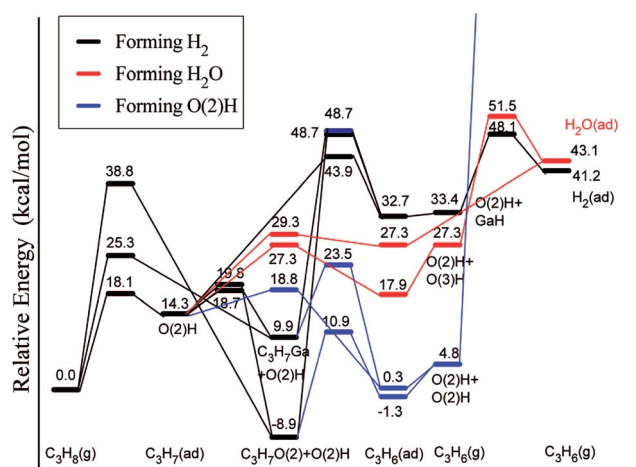 Forming H2
Forming H2O
Forming O(2)H
Relative Energy (kcal/mol)
0.0
38.8
25.3
18.1
14.3
O(2)H
19.8
18.7
29.3
27.3
18.8
9.9
C3H7Ga
+O(2)H
-8.9
48.7
48.7
43.9
23.5
10.9
32.7
27.3
17.9
0.3
-1.3
33.4
O(2)H+
GaH
27.3
O(2)H+
O(3)H
4.8
O(2)H+
O(2)H
51.5
48.1
H2O(ad)
43.1
41.2
H2(ad)
C3H8(g)
C3H7(ad)
C3H7O(2)+O(2)H
C3H6(ad)
C3H6(g)
C3H6(g)